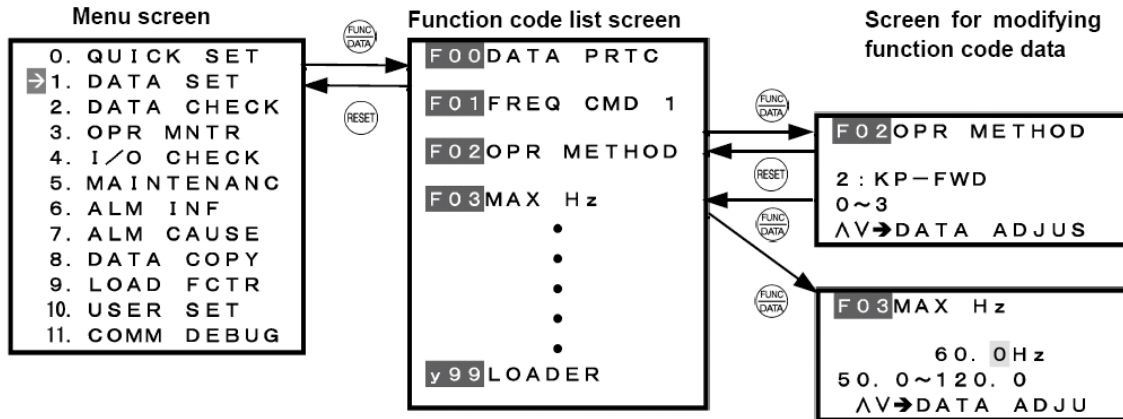 Menu screen
0. QUICK SET
→1. DATA SET
2. DATA CHECK
3. OPR MNTR
4. I/O CHECK
5. MAINTENANC
6. ALM INF
7. ALM CAUSE
8. DATA COPY
9. LOAD FCTR
10. USER SET
11. COMM DEBUG
FUNC
DATA
RESET
Function code list screen
F00DATA PRTC
F01FREQ CMD 1
F02OPR METHOD
F03MAX Hz
y99LOADER
FUNC
DATA
RESET
FUNC
DATA
FUNC
DATA
Screen for modifying
function code data
F02OPR METHOD
2:KP-FWD
0~3
∧∨→DATA ADJUS
F03MAX Hz
60.0Hz
50.0~120.0
∧∨→DATA ADJU